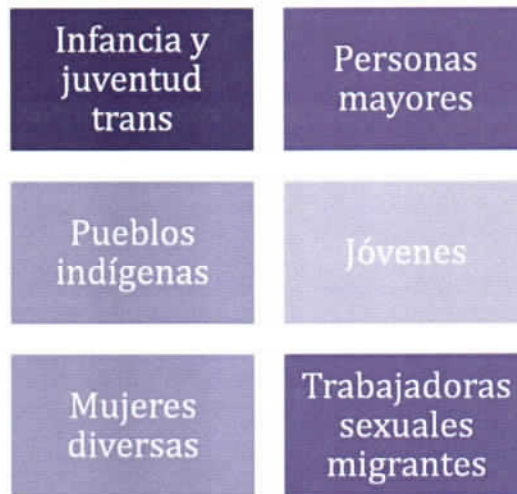 Infancia y
juventud
trans
Personas
mayores
Pueblos
indígenas
Jóvenes
Mujeres
diversas
Trabajadoras
sexuales
migrantes